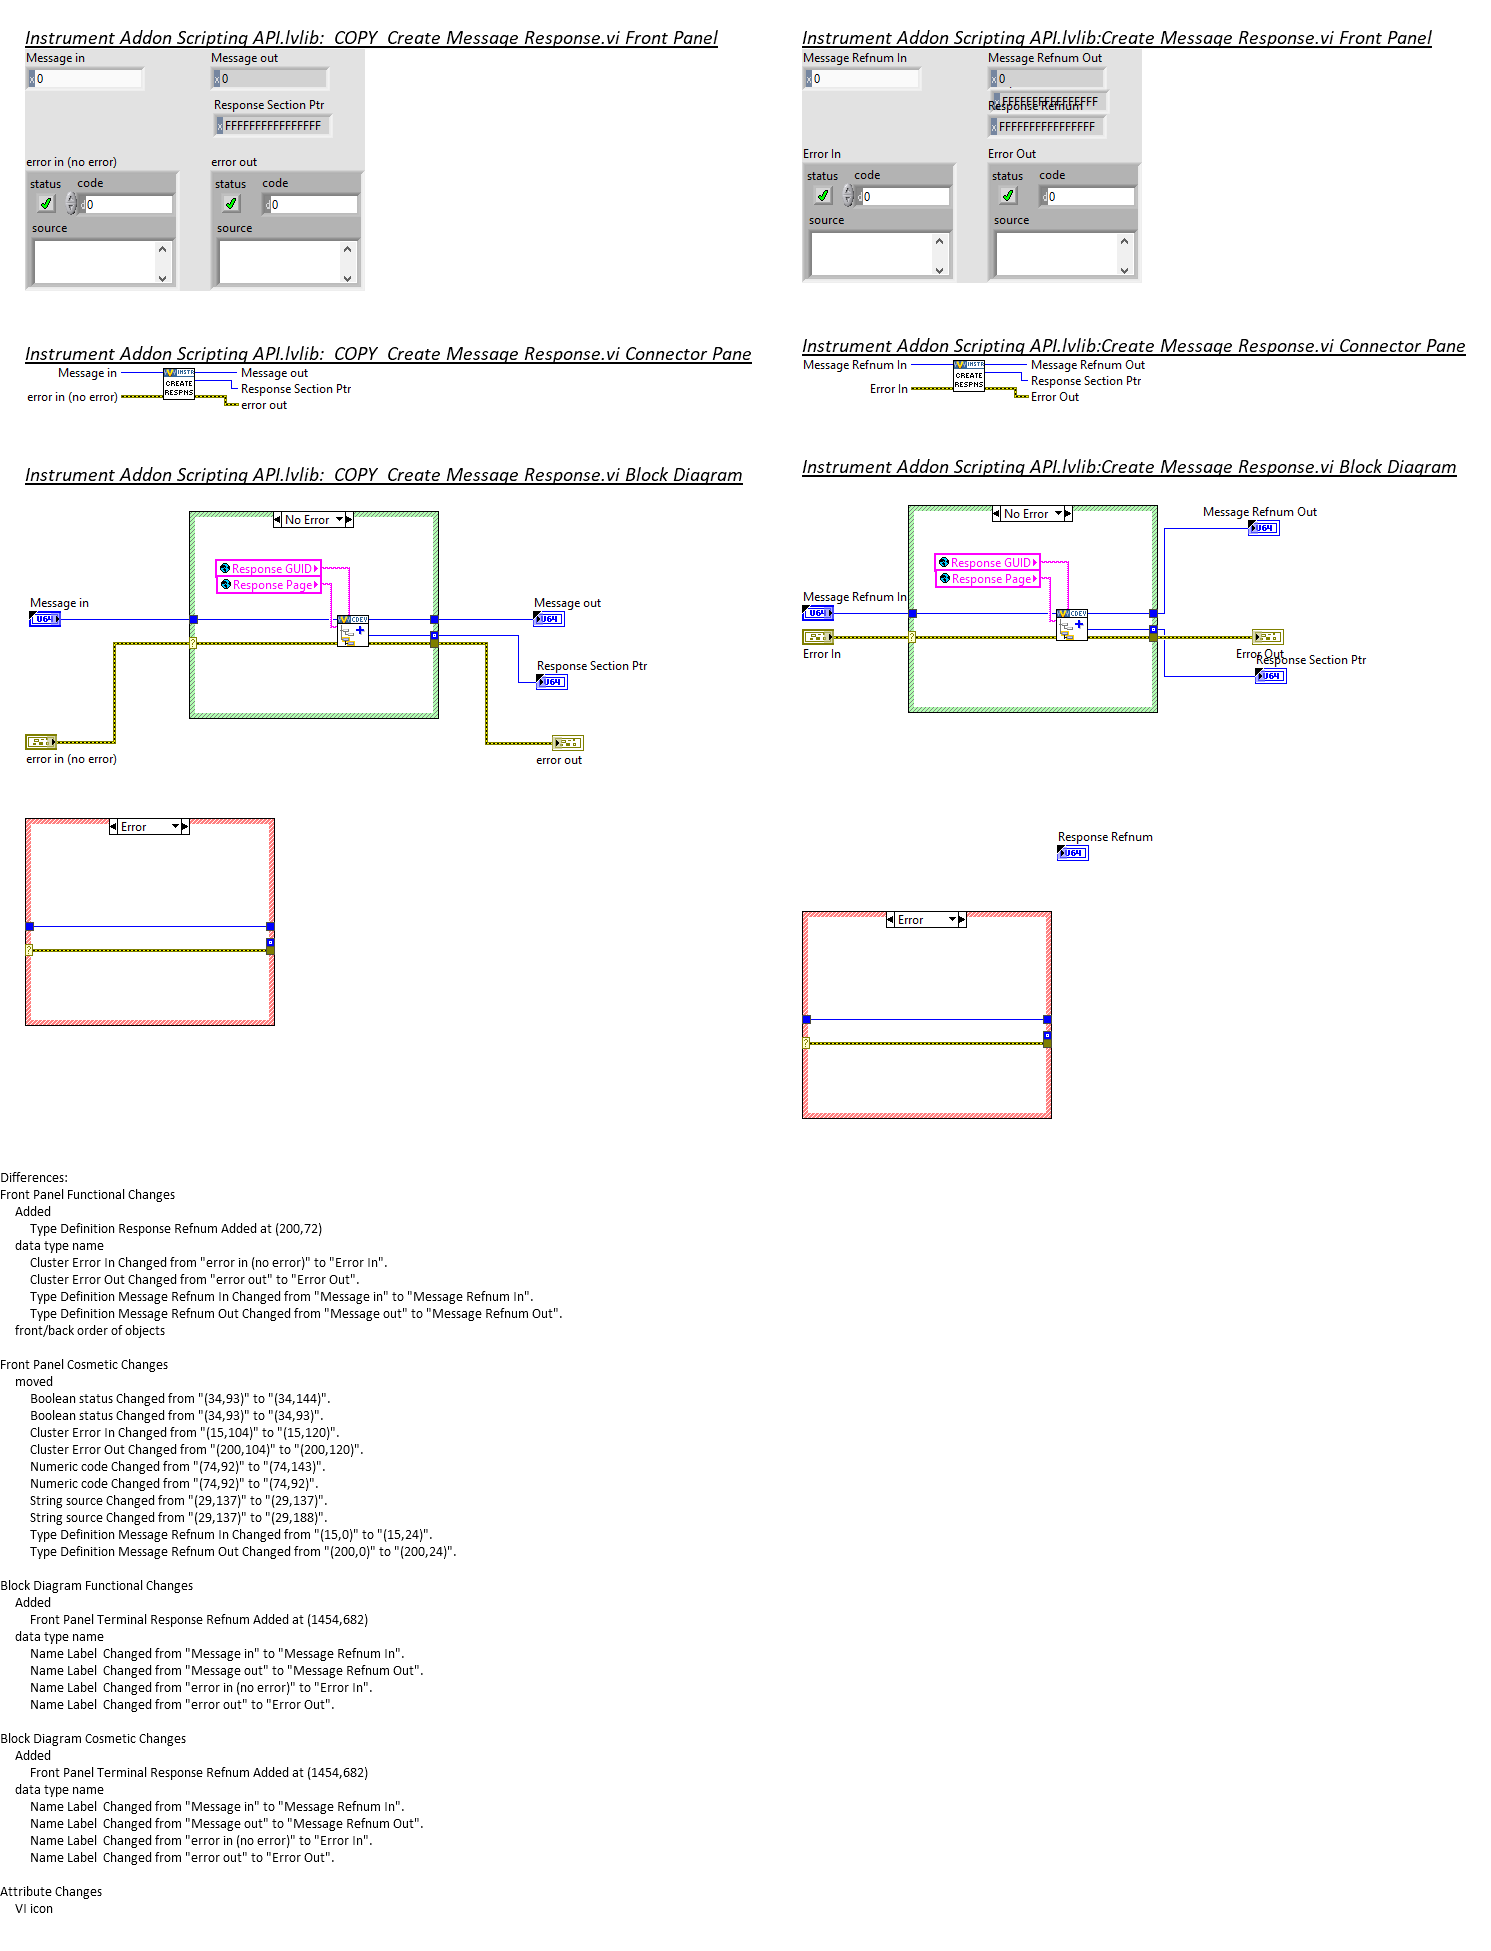 Instrument Addon Scripting API.lvlib:_COPY_Create Message Response.vi Front Panel
Message in
Message out
x 0
x 0
Response Section Ptr
x FFFFFFFFFFFFFFFF
error in (no error)
error out
status
code
status
code
d 0
d 0
source
source
Instrument Addon Scripting API.lvlib:_COPY_Create Message Response.vi Connector Pane
Message in
INSTR
CREATE
RESPNS
Message out
Response Section Ptr
error in (no error)
error out
Instrument Addon Scripting API.lvlib:_COPY_Create Message Response.vi Block Diagram
No Error
Response GUID
Response Page
Message in
U64
CDEV
Message out
U64
Response Section Ptr
U64
error in (no error)
error out
Error
Instrument Addon Scripting API.lvlib:Create Message Response.vi Front Panel
Message Refnum In
Message Refnum Out
x 0
x 0
FFFFFFFFFFFFFFFF
Response Refnum
x FFFFFFFFFFFFFFFF
Error In
Error Out
status
code
status
code
d 0
d 0
source
source
Instrument Addon Scripting API.lvlib:Create Message Response.vi Connector Pane
Message Refnum In
INSTR
CREATE
RESPNS
Message Refnum Out
Response Section Ptr
Error In
Error Out
Instrument Addon Scripting API.lvlib:Create Message Response.vi Block Diagram
No Error
Message Refnum Out
U64
Response GUID
Response Page
Message Refnum In
U64
CDEV
Error In
Error Out
Response Section Ptr
U64
Response Refnum
U64
Error
Differences:
Front Panel Functional Changes
Added
Type Definition Response Refnum Added at (200,72)
data type name
Cluster Error In Changed from "error in (no error)" to "Error In".
Cluster Error Out Changed from "error out" to "Error Out".
Type Definition Message Refnum In Changed from "Message in" to "Message Refnum In".
Type Definition Message Refnum Out Changed from "Message out" to "Message Refnum Out".
front/back order of objects
Front Panel Cosmetic Changes
moved
Boolean status Changed from "(34,93)" to "(34,144)".
Boolean status Changed from "(34,93)" to "(34,93)".
Cluster Error In Changed from "(15,104)" to "(15,120)".
Cluster Error Out Changed from "(200,104)" to "(200,120)".
Numeric code Changed from "(74,92)" to "(74,143)".
Numeric code Changed from "(74,92)" to "(74,92)".
String source Changed from "(29,137)" to "(29,137)".
String source Changed from "(29,137)" to "(29,188)".
Type Definition Message Refnum In Changed from "(15,0)" to "(15,24)".
Type Definition Message Refnum Out Changed from "(200,0)" to "(200,24)".
Block Diagram Functional Changes
Added
Front Panel Terminal Response Refnum Added at (1454,682)
data type name
Name Label  Changed from "Message in" to "Message Refnum In".
Name Label  Changed from "Message out" to "Message Refnum Out".
Name Label  Changed from "error in (no error)" to "Error In".
Name Label  Changed from "error out" to "Error Out".
Block Diagram Cosmetic Changes
Added
Front Panel Terminal Response Refnum Added at (1454,682)
data type name
Name Label  Changed from "Message in" to "Message Refnum In".
Name Label  Changed from "Message out" to "Message Refnum Out".
Name Label  Changed from "error in (no error)" to "Error In".
Name Label  Changed from "error out" to "Error Out".
Attribute Changes
VI icon